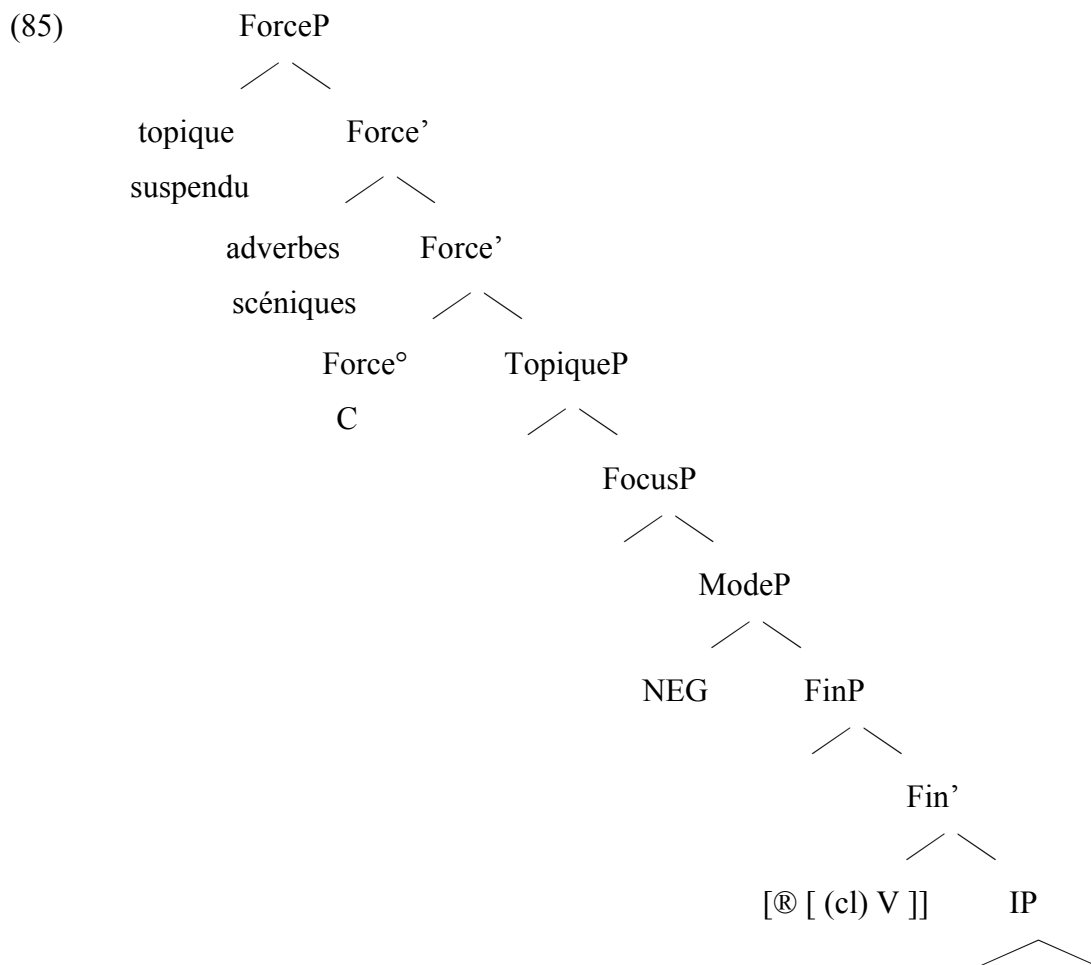 (85) ForceP
topique Force’
suspendu
adverbes Force’
scéniques
Force° TopiqueP
C
FocusP
ModeP
NEG FinP
Fin’
[® [ (cl) V ]] IP